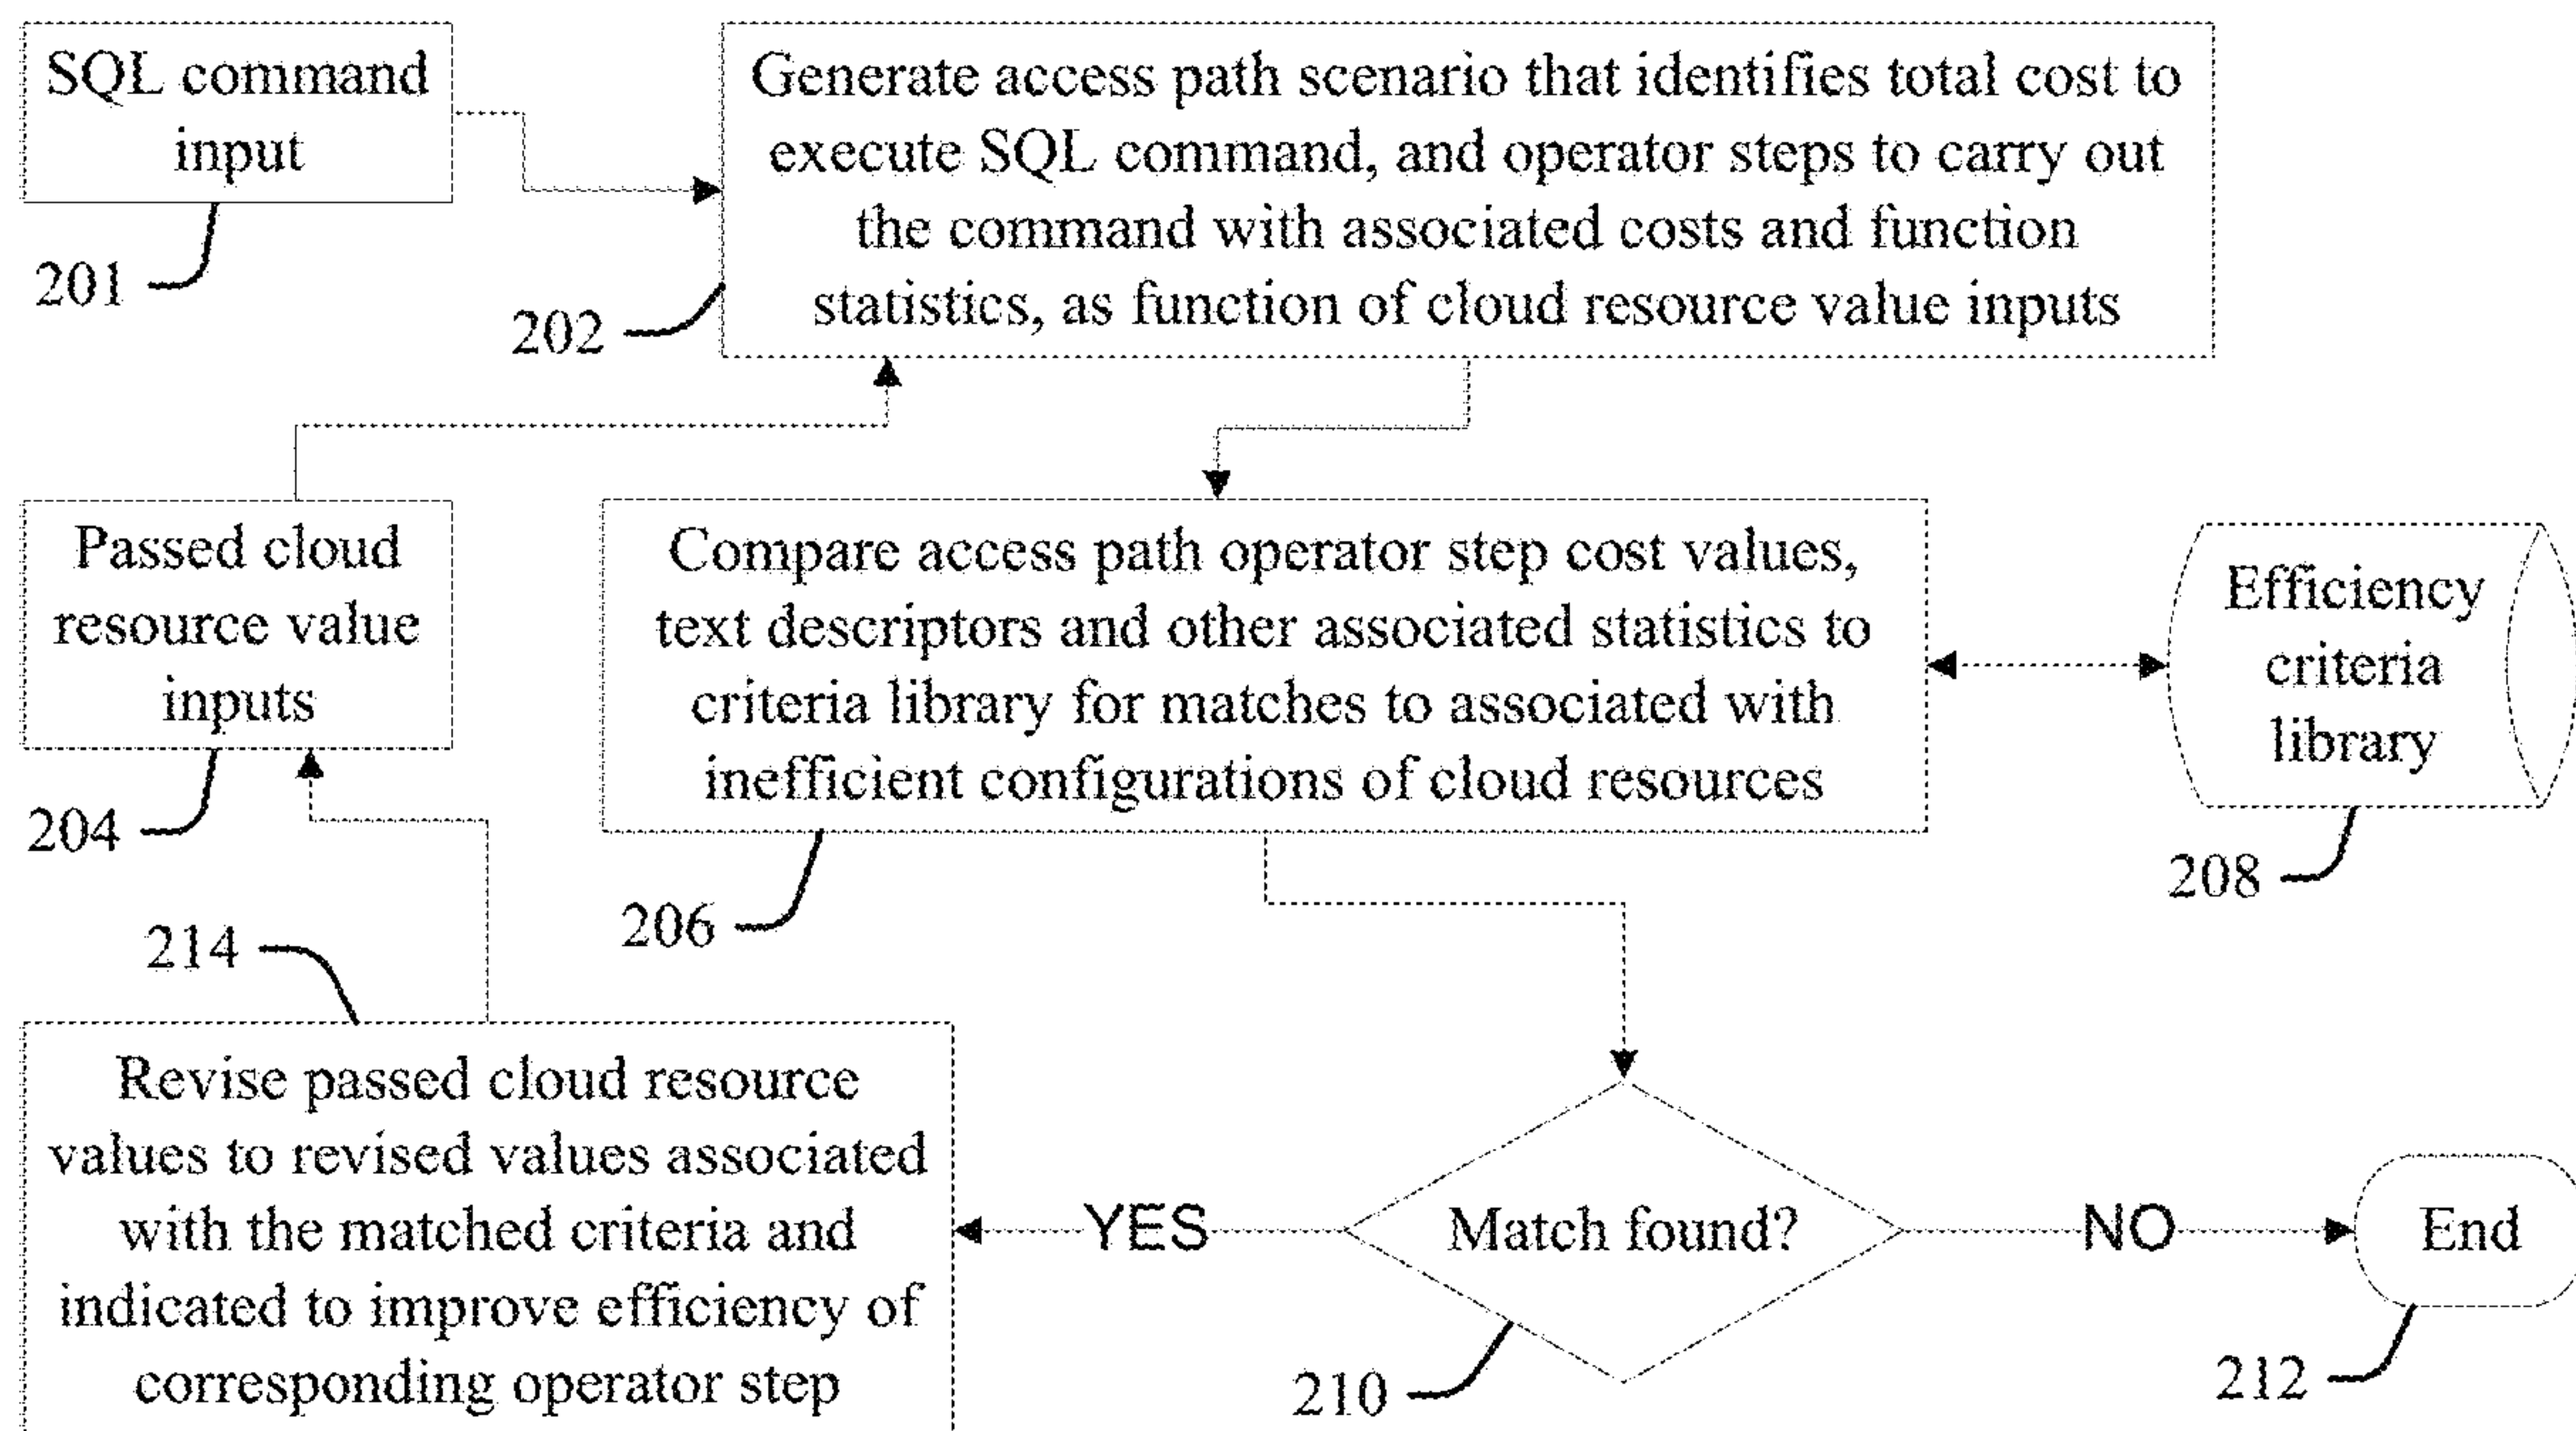 SQL command
input
201
Generate access path scenario that identifies total cost to
execute SQL command, and operator steps to carry out
the command with associated costs and function
statistics, as function of cloud resource value inputs
202
Passed cloud
resource value
inputs
204
Compare access path operator step cost values,
text descriptors and other associated statistics to
criteria library for matches to associated with
inefficient configurations of cloud resources
206
Efficiency
criteria
library
208
214
Revise passed cloud resource
values to revised values associated
with the matched criteria and
indicated to improve efficiency of
corresponding operator step
YES
Match found?
210
NO
End
212